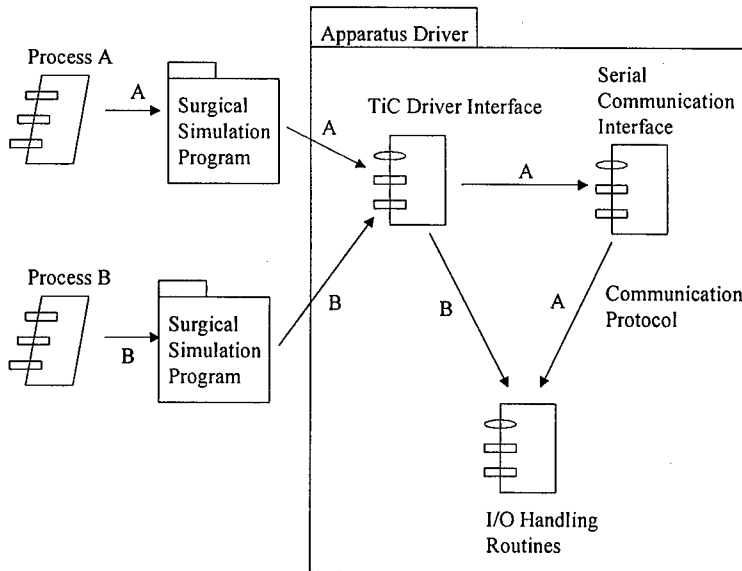 Apparatus Driver
Process A
A
Surgical
Simulation
Program
A
TiC Driver Interface
A
Serial
Communication
Interface
Process B
B
Surgical
Simulation
Program
B
B
A
Communication
Protocol
I/O Handling
Routines